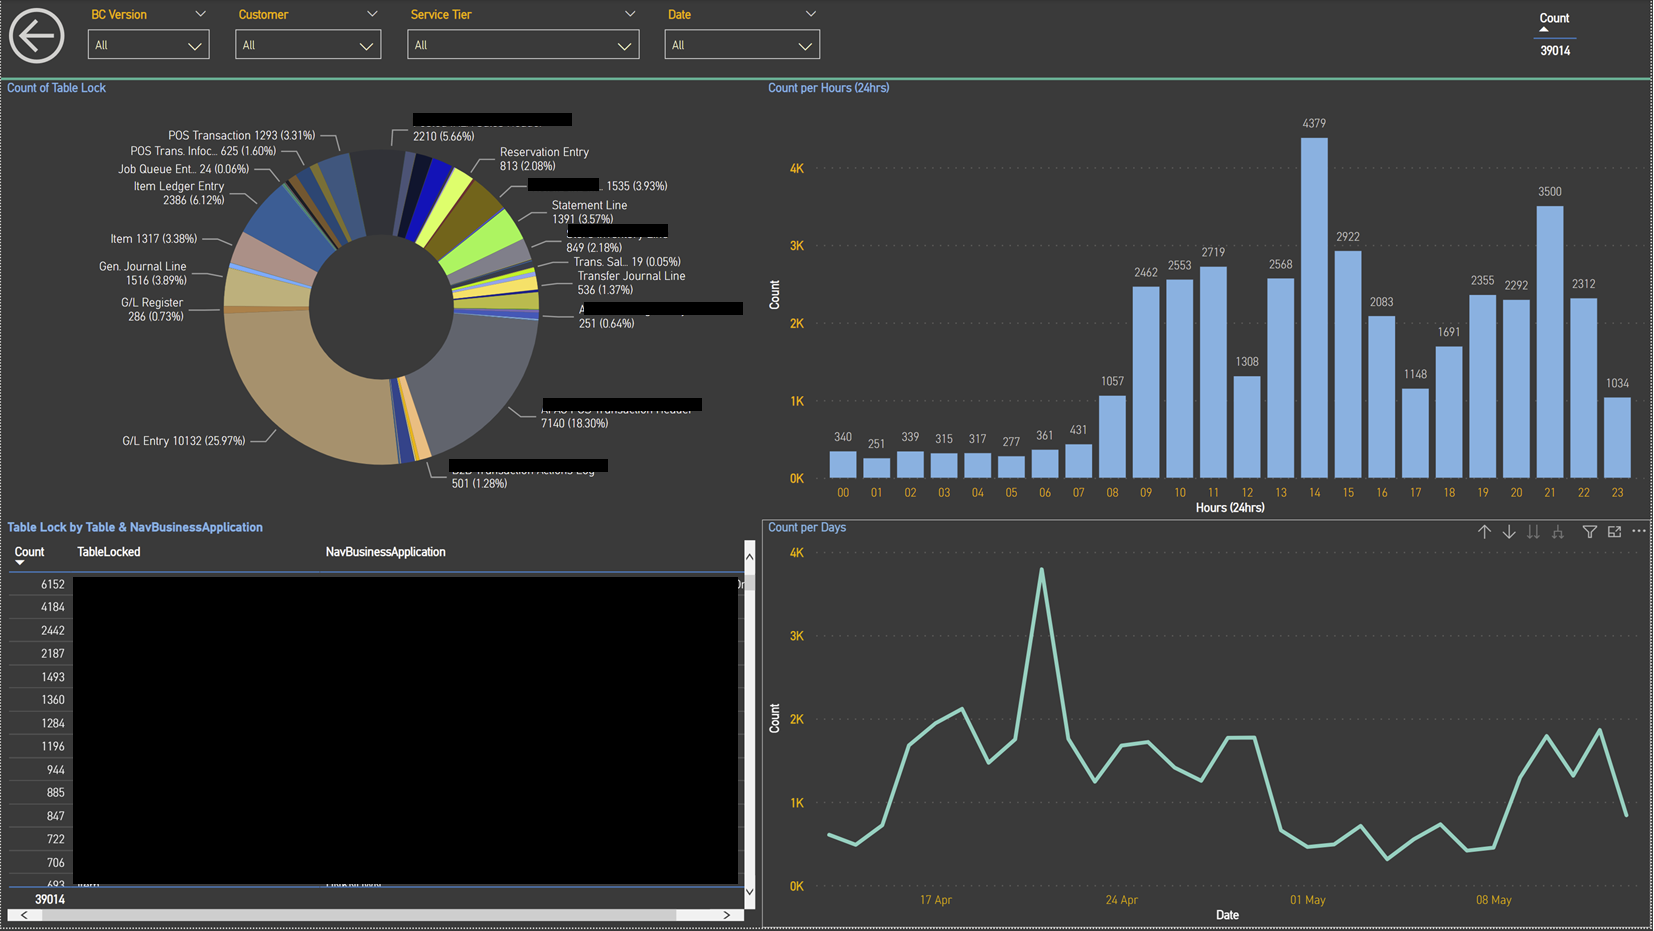 BC Version
Customer
Service Tier
Date
Count
All
All
All
All
39014
Count of Table Lock
2210 (5.66%)
POS Transaction 1293 (3.31%)
POS Trans. Infoc... 625 (1.60%)
Job Queue Ent... 24 (0.06%)
Item Ledger Entry
2386 (6.12%)
Item 1317 (3.38%)
Gen. Journal Line
1516 (3.89%)
G/L Register
286 (0.73%)
G/L Entry 10132 (25.97%)
Reservation Entry
813 (2.08%)
... 1535 (3.93%)
Statement Line
1391 (3.57%)
849 (2.18%)
Trans. Sal... 19 (0.05%)
Transfer Journal Line
536 (1.37%)
251 (0.64%)
7140 (18.30%)
501 (1.28%)
Count per Hours (24hrs)
Count
4K
3K
2K
1K
0K
340
251
339
315
317
277
361
431
1057
2462
2553
2719
1308
2568
4379
2922
2083
1148
1691
2355
2292
3500
2312
1034
00 01 02 03 04 05 06 07 08 09 10 11 12 13 14 15 16 17 18 19 20 21 22 23
Hours (24hrs)
Table Lock by Table & NavBusinessApplication
Count TableLocked NavBusinessApplication
6152
4184
2442
2187
1493
1360
1284
1196
944
885
847
722
706
693
39014
Count per Days
Count
4K
3K
2K
1K
0K
17 Apr 24 Apr 01 May 08 May
Date